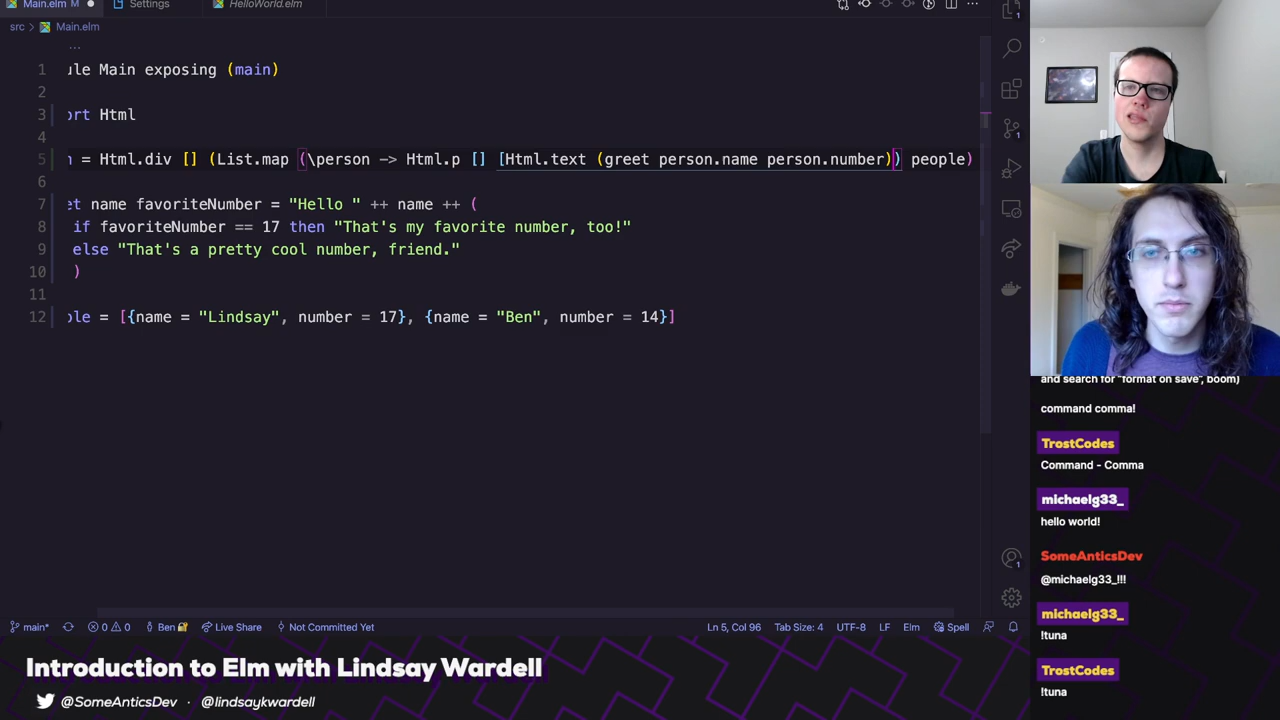 Main.elm M
Settings
HelloWorld.elm
src > Main.elm
...
1 ule Main exposing (main)
2
3 ort Html
4
5 n = Html.div [] (List.map (\person -> Html.p [] [Html.text (greet person.name person.number)) people)
6
7 et name favoriteNumber = "Hello " ++ name ++ (
8 if favoriteNumber == 17 then "That's my favorite number, too!"
9 else "That's a pretty cool number, friend."
10 )
11
12 ple = [{name = "Lindsay", number = 17}, {name = "Ben", number = 14}]
main* 0 0 Ben Live Share Not Committed Yet Ln 5, Col 96 Tab Size: 4 UTF-8 LF Elm Spell
and search for "format on save", boom)
command comma!
TrostCodes
Command - Comma
michaelg33_
hello world!
SomeAnticsDev
@michaelg33_!!!
michaelg33_
!tuna
TrostCodes
!tuna
Introduction to Elm with Lindsay Wardell
@SomeAnticsDev · @lindsaykwardell